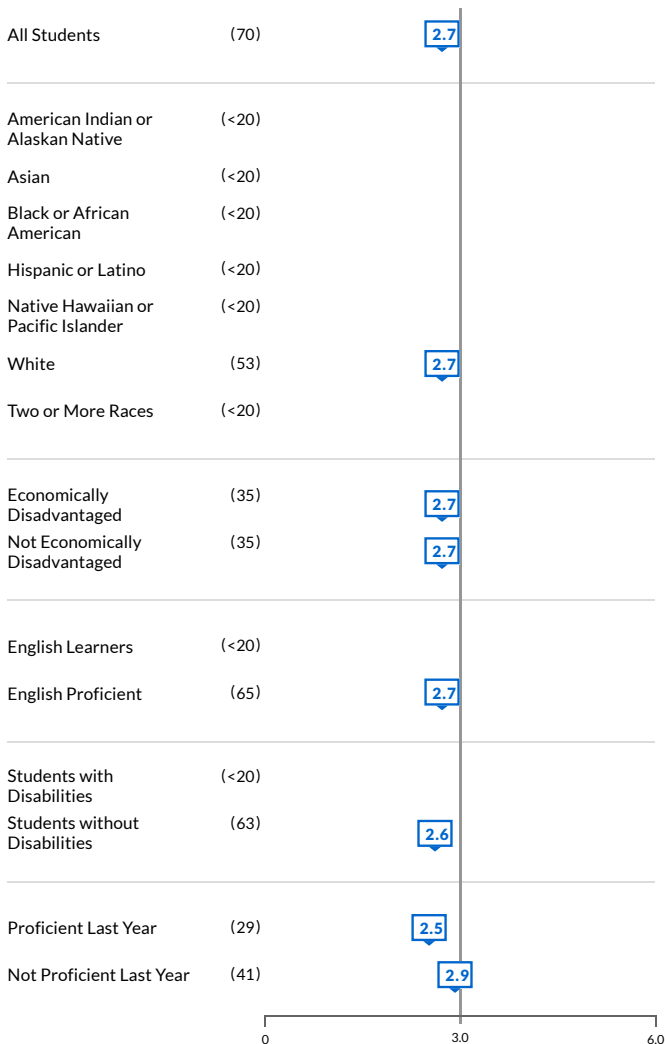 All Students (70) 2.7
American Indian or (<20)
Alaskan Native
Asian (<20)
Black or African (<20)
American
Hispanic or Latino (<20)
Native Hawaiian or (<20)
Pacific Islander
White (53) 2.7
Two or More Races (<20)
Economically (35) 2.7
Disadvantaged
Not Economically (35) 2.7
Disadvantaged
English Learners (<20)
English Proficient (65) 2.7
Students with (<20)
Disabilities
Students without (63) 2.6
Disabilities
Proficient Last Year (29) 2.5
Not Proficient Last Year (41) 2.9
0 3.0 6.0